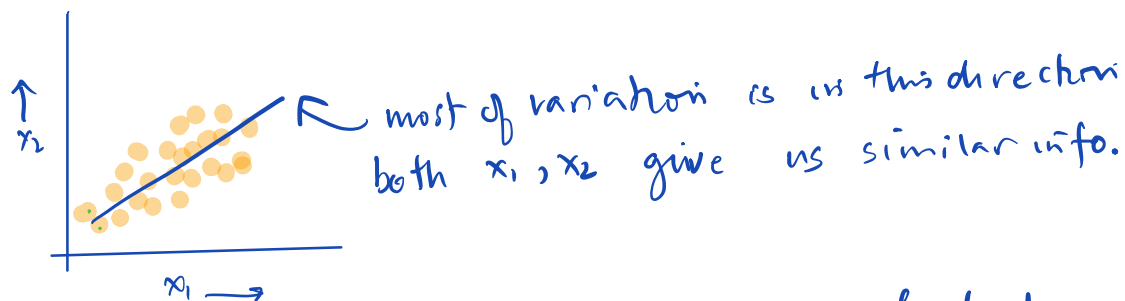 most of variation is in this direction
both x₁, x₂ give us similar info.
x₂
x₁